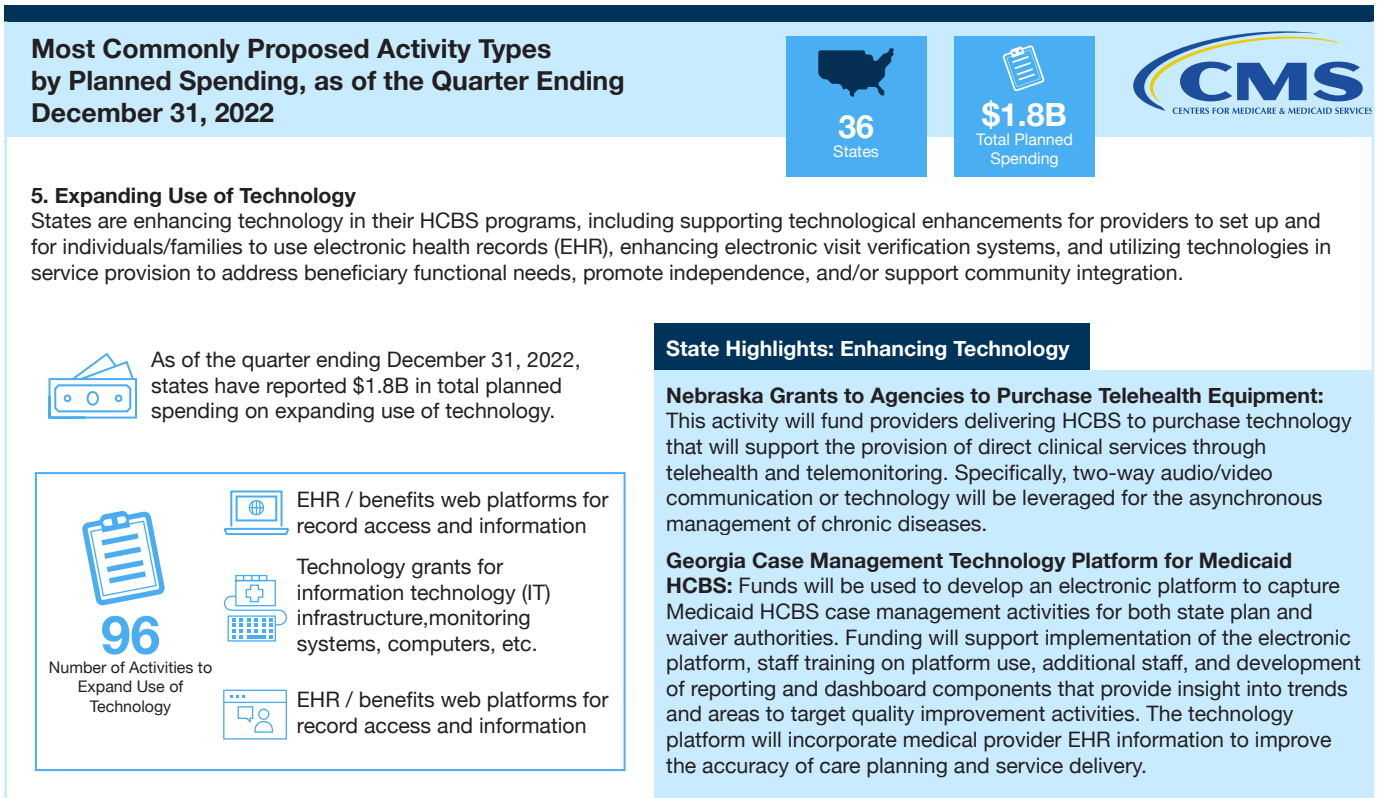 Most Commonly Proposed Activity Types
by Planned Spending, as of the Quarter Ending
December 31, 2022
36
States
$1.8B
Total Planned
Spending
CMS
CENTERS FOR MEDICARE & MEDICAID SERVICES
5. Expanding Use of Technology
States are enhancing technology in their HCBS programs, including supporting technological enhancements for providers to set up and
for individuals/families to use electronic health records (EHR), enhancing electronic visit verification systems, and utilizing technologies in
service provision to address beneficiary functional needs, promote independence, and/or support community integration.
As of the quarter ending December 31, 2022,
states have reported $1.8B in total planned
spending on expanding use of technology.
96
Number of Activities to
Expand Use of
Technology
EHR / benefits web platforms for
record access and information
Technology grants for
information technology (IT)
infrastructure,monitoring
systems, computers, etc.
EHR / benefits web platforms for
record access and information
State Highlights: Enhancing Technology
Nebraska Grants to Agencies to Purchase Telehealth Equipment:
This activity will fund providers delivering HCBS to purchase technology
that will support the provision of direct clinical services through
telehealth and telemonitoring. Specifically, two-way audio/video
communication or technology will be leveraged for the asynchronous
management of chronic diseases.
Georgia Case Management Technology Platform for Medicaid
HCBS: Funds will be used to develop an electronic platform to capture
Medicaid HCBS case management activities for both state plan and
waiver authorities. Funding will support implementation of the electronic
platform, staff training on platform use, additional staff, and development
of reporting and dashboard components that provide insight into trends
and areas to target quality improvement activities. The technology
platform will incorporate medical provider EHR information to improve
the accuracy of care planning and service delivery.